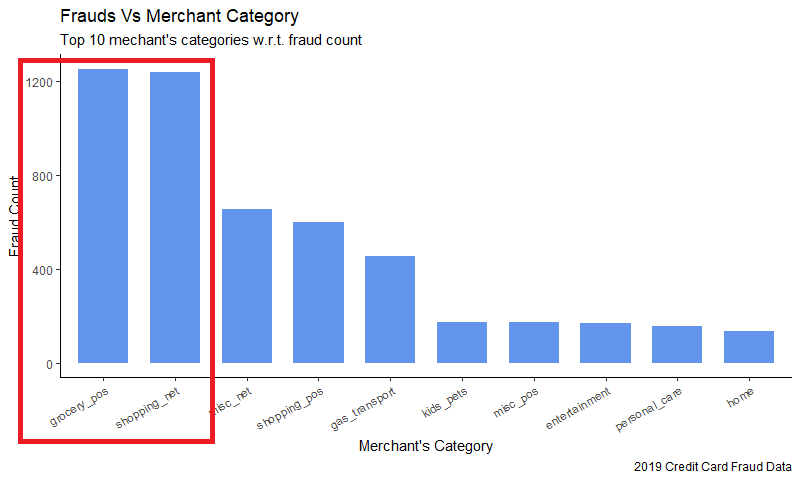 Frauds Vs Merchant Category
Top 10 mechant's categories w.r.t. fraud count
Fraud Count
1200
800
400
0
grocery_pos
shopping_net
misc_net
shopping_pos
gas_transport
kids_pets
misc_pos
entertainment
personal_care
home
Merchant's Category
2019 Credit Card Fraud Data